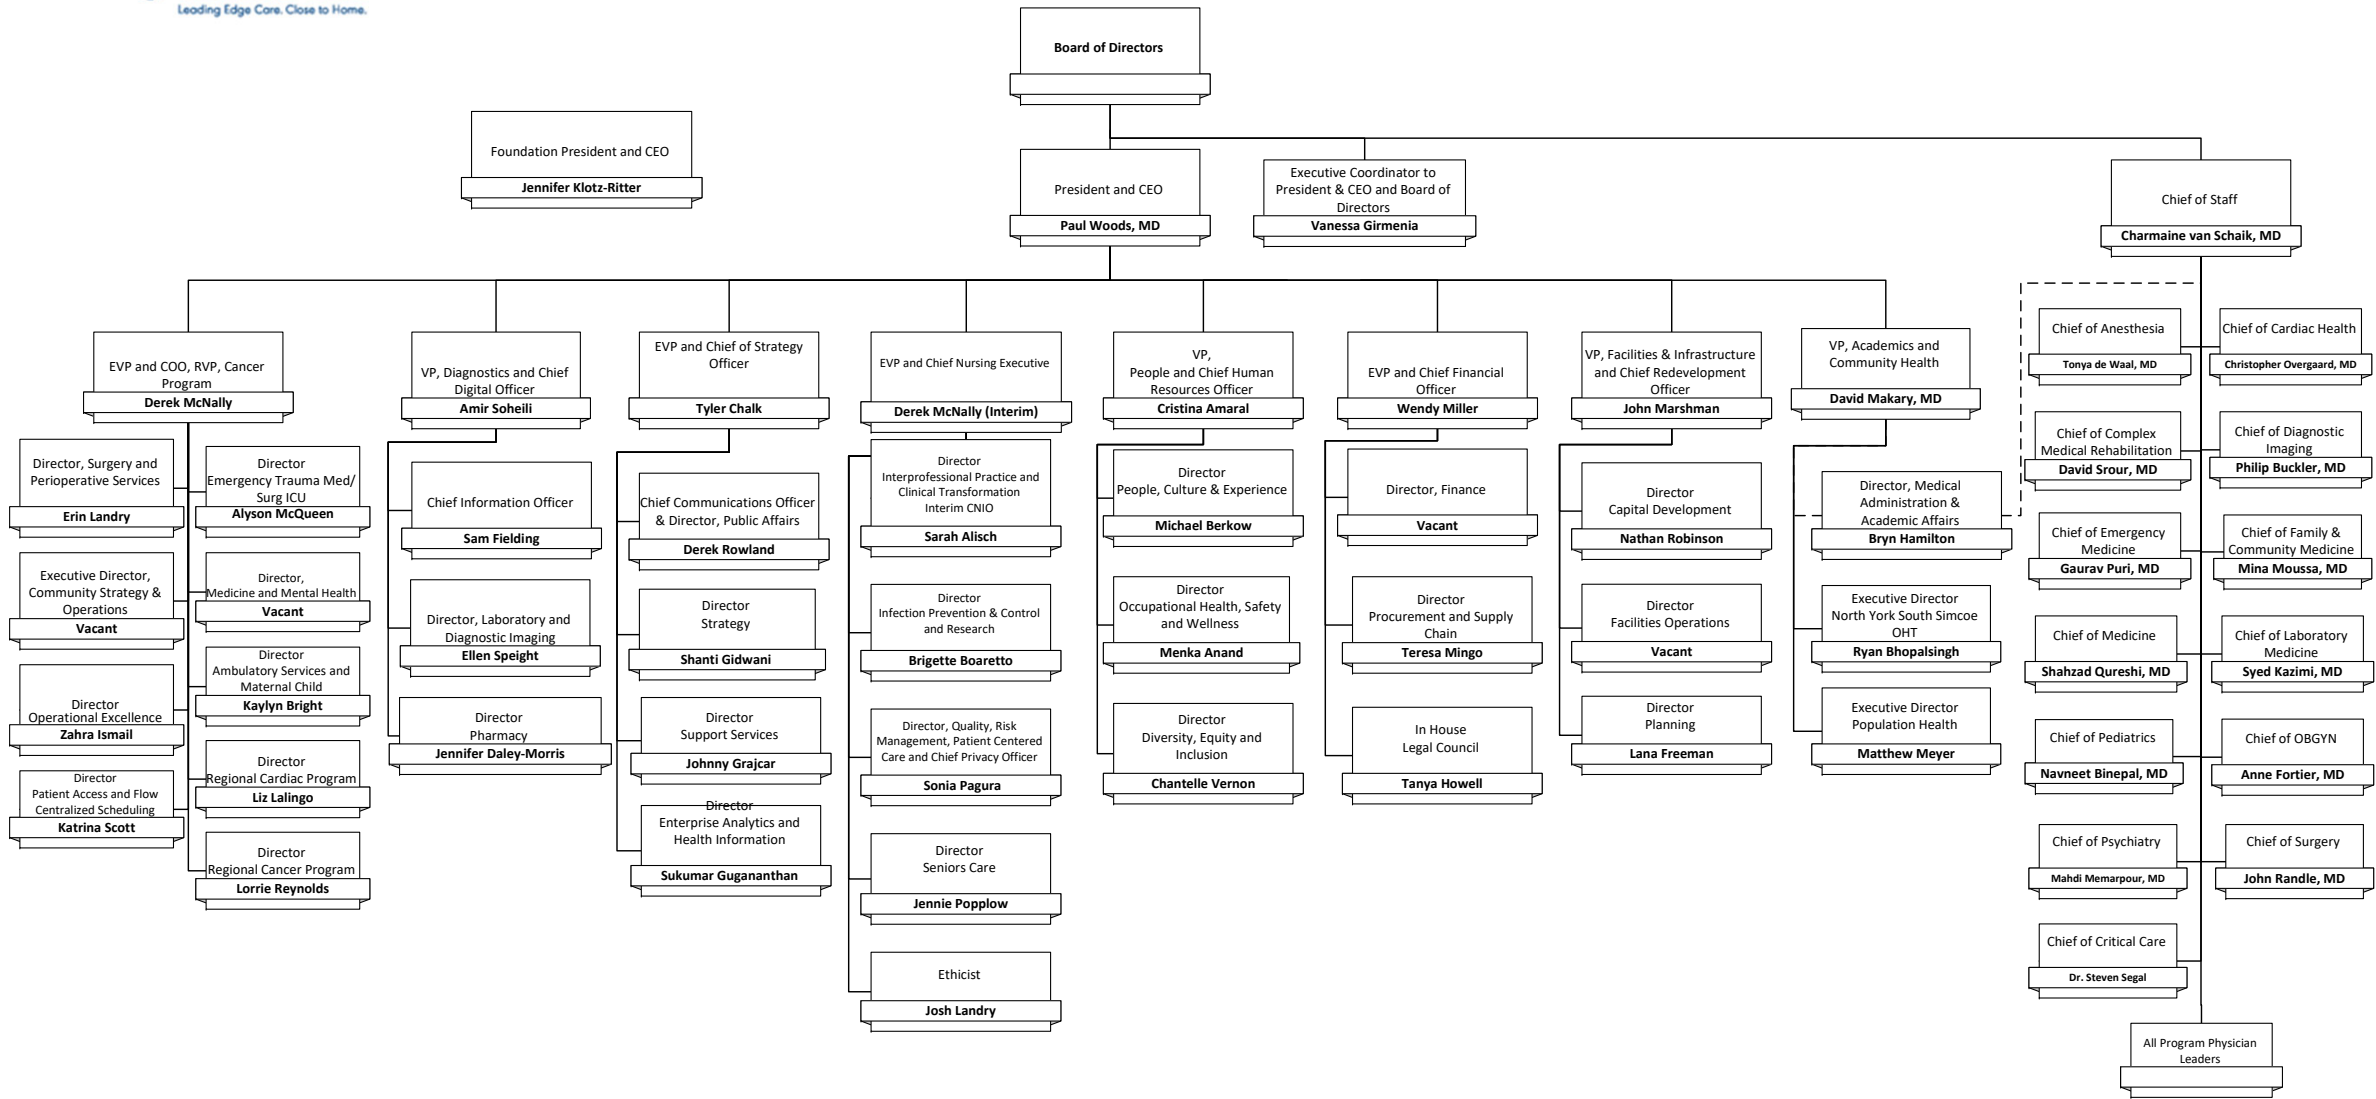 Leading Edge Care. Close to Home.
Board of Directors
Foundation President and CEO
Jennifer Klotz-Ritter
President and CEO
Paul Woods, MD
Executive Coordinator to
President & CEO and Board of
Directors
Vanessa Girmenia
Chief of Staff
Charmaine van Schaik, MD
EVP and COO, RVP, Cancer
Program
Derek McNally
Director, Surgery and
Perioperative Services
Erin Landry
Director
Emergency Trauma Med/
Surg ICU
Alyson McQueen
Executive Director,
Community Strategy &
Operations
Vacant
Director,
Medicine and Mental Health
Vacant
Director
Operational Excellence
Zahra Ismail
Director
Ambulatory Services and
Maternal Child
Kaylyn Bright
Director
Patient Access and Flow
Centralized Scheduling
Katrina Scott
Director
Regional Cardiac Program
Liz Lalingo
Director
Regional Cancer Program
Lorrie Reynolds
VP, Diagnostics and Chief
Digital Officer
Amir Soheili
Chief Information Officer
Sam Fielding
Director, Laboratory and
Diagnostic Imaging
Ellen Speight
Director
Pharmacy
Jennifer Daley-Morris
EVP and Chief of Strategy
Officer
Tyler Chalk
Chief Communications Officer
& Director, Public Affairs
Derek Rowland
Director
Strategy
Shanti Gidwani
Director
Support Services
Johnny Grajcar
Director
Enterprise Analytics and
Health Information
Sukumar Gugananthan
EVP and Chief Nursing Executive
Derek McNally (Interim)
Director
Interprofessional Practice and
Clinical Transformation
Interim CNIO
Sarah Alisch
Director
Infection Prevention & Control
and Research
Brigette Boaretto
Director, Quality, Risk
Management, Patient Centered
Care and Chief Privacy Officer
Sonia Pagura
Director
Seniors Care
Jennie Popplow
Ethicist
Josh Landry
VP,
People and Chief Human
Resources Officer
Cristina Amaral
Director
People, Culture & Experience
Michael Berkow
Director
Occupational Health, Safety
and Wellness
Menka Anand
Director
Diversity, Equity and
Inclusion
Chantelle Vernon
EVP and Chief Financial
Officer
Wendy Miller
Director, Finance
Vacant
Director
Procurement and Supply
Chain
Teresa Mingo
In House
Legal Council
Tanya Howell
VP, Facilities & Infrastructure
and Chief Redevelopment
Officer
John Marshman
Director
Capital Development
Nathan Robinson
Director
Facilities Operations
Vacant
Director
Planning
Lana Freeman
VP, Academics and
Community Health
David Makary, MD
Director, Medical
Administration &
Academic Affairs
Bryn Hamilton
Executive Director
North York South Simcoe
OHT
Ryan Bhopalsingh
Executive Director
Population Health
Matthew Meyer
Chief of Anesthesia
Tonya de Waal, MD
Chief of Cardiac Health
Christopher Overgaard, MD
Chief of Complex
Medical Rehabilitation
David Srour, MD
Chief of Diagnostic
Imaging
Philip Buckler, MD
Chief of Emergency
Medicine
Gaurav Puri, MD
Chief of Family &
Community Medicine
Mina Moussa, MD
Chief of Medicine
Shahzad Qureshi, MD
Chief of Laboratory
Medicine
Syed Kazimi, MD
Chief of Pediatrics
Navneet Binepal, MD
Chief of OBGYN
Anne Fortier, MD
Chief of Psychiatry
Mahdi Memarpour, MD
Chief of Surgery
John Randle, MD
Chief of Critical Care
Dr. Steven Segal
All Program Physician
Leaders